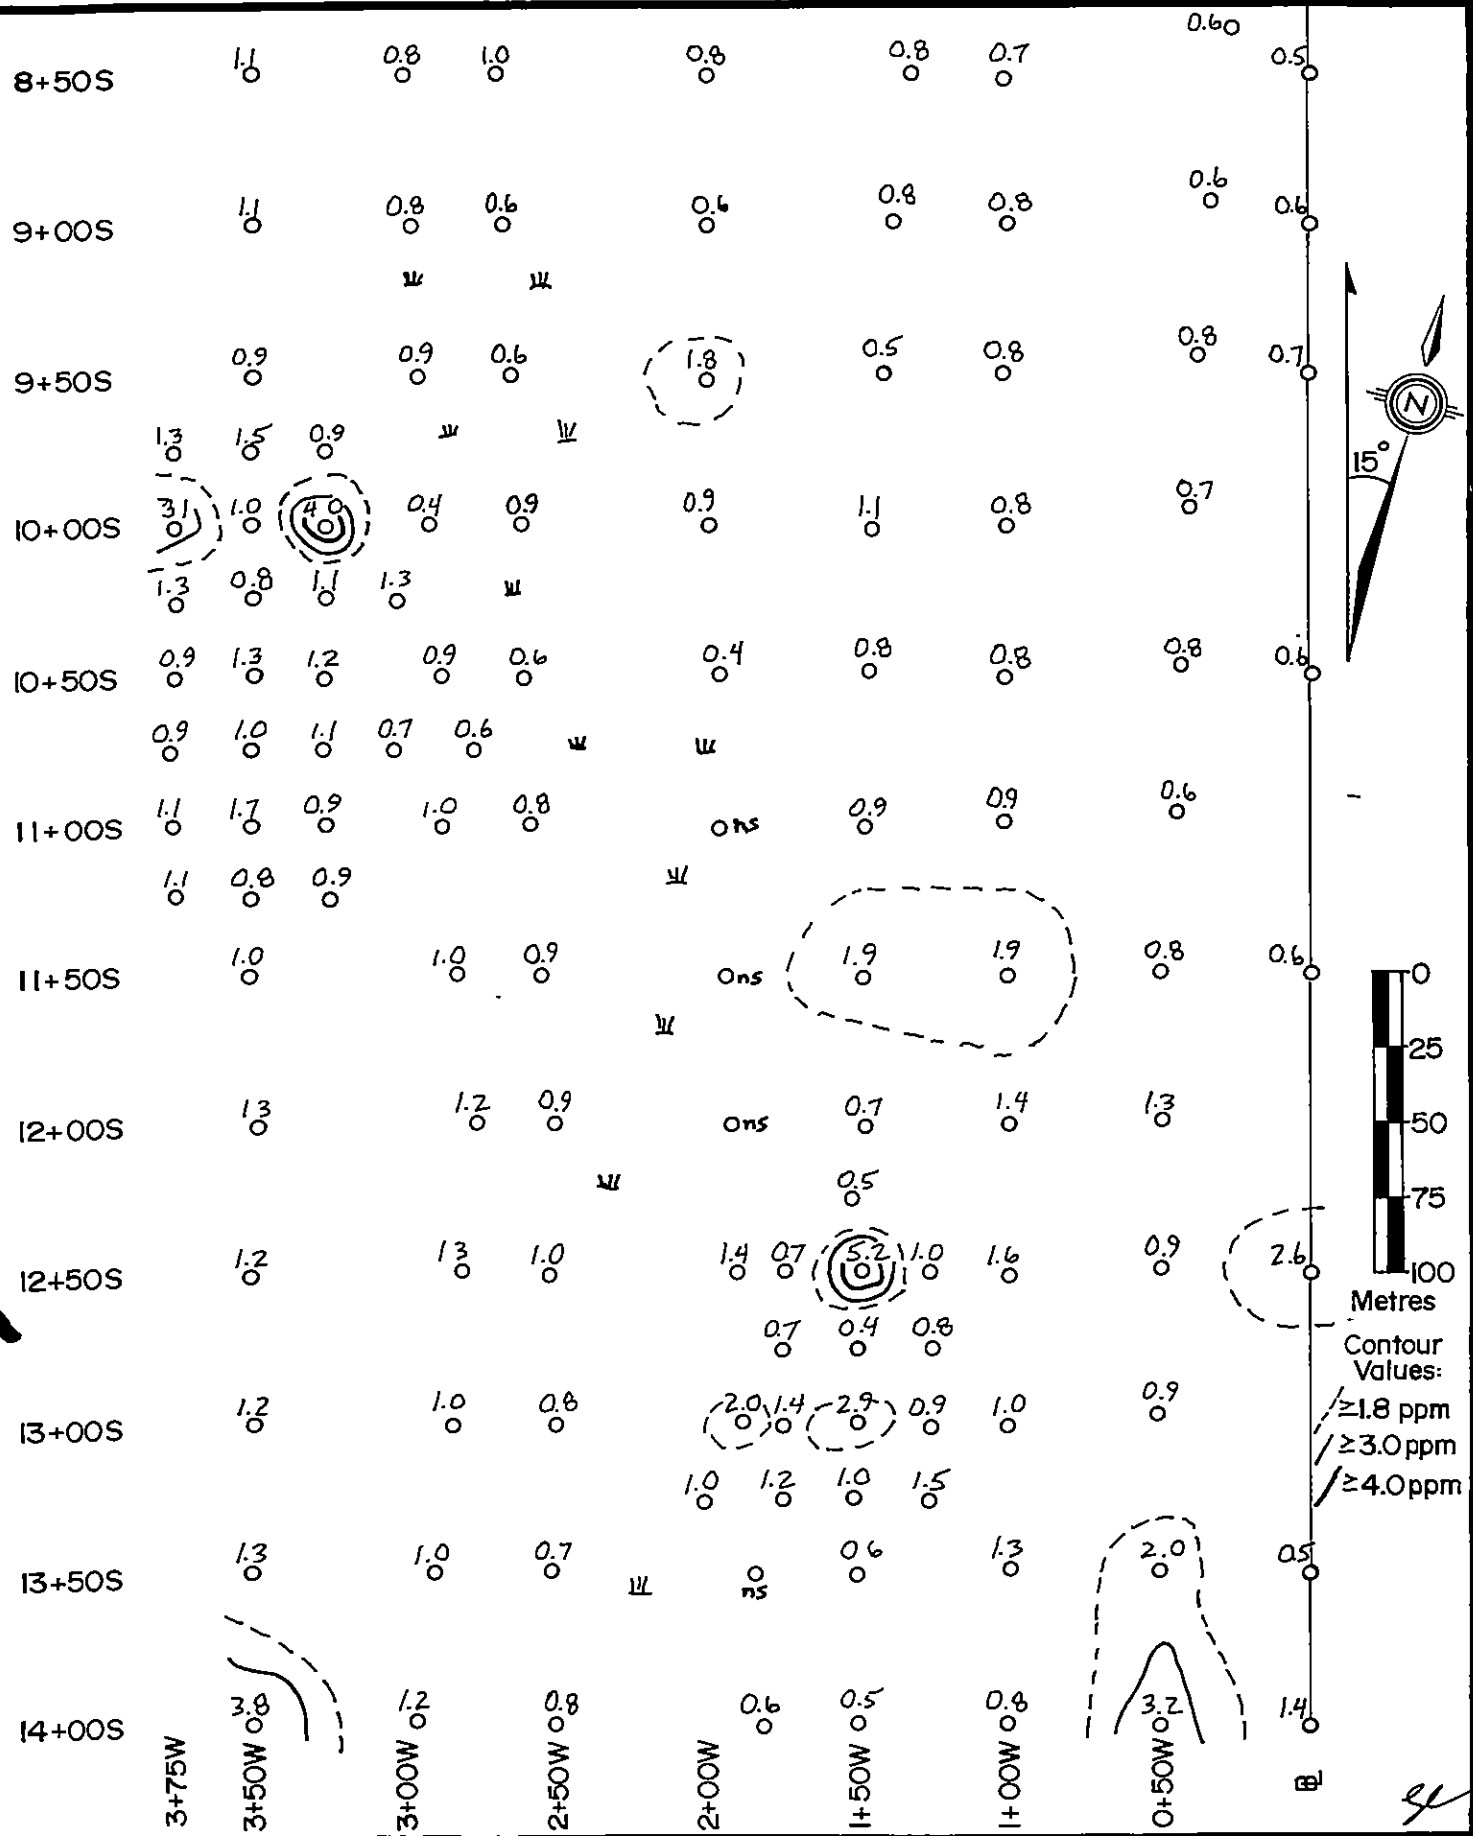 0.6
8+50S 1.1 0.8 1.0 0.8 0.8 0.7 0.5
9+00S 1.1 0.8 0.6 0.6 0.8 0.8 0.6 0.6
9+50S 0.9 0.9 0.6 1.8 0.5 0.8 0.8 0.7
1.3 1.5 0.9
N
15°
10+00S 3.1 1.0 4.0 0.4 0.9 0.9 1.1 0.8 0.7
1.3 0.8 1.1 1.3
10+50S 0.9 1.3 1.2 0.9 0.6 0.4 0.8 0.8 0.8 0.6
0.9 1.0 1.1 0.7 0.6
11+00S 1.1 1.7 0.9 1.0 0.8 ns 0.9 0.9 0.6
1.1 0.8 0.9
11+50S 1.0 1.0 0.9 ns 1.9 1.9 0.8 0.6
0
25
12+00S 1.3 1.2 0.9 ns 0.7 1.4 1.3
50
0.5
75
12+50S 1.2 1.3 1.0 1.4 0.7 5.2 1.0 1.6 0.9 2.6
100
Metres
0.7 0.4 0.8
Contour
Values:
≥1.8 ppm
≥3.0 ppm
≥4.0 ppm
13+00S 1.2 1.0 0.8 2.0 1.4 2.9 0.9 1.0 0.9
1.0 1.2 1.0 1.5
13+50S 1.3 1.0 0.7 ns 0.6 1.3 2.0 0.5
14+00S 3.8 1.2 0.8 0.6 0.5 0.8 3.2 1.4
3+75W 3+50W 3+00W 2+50W 2+00W 1+50W 1+00W 0+50W BL